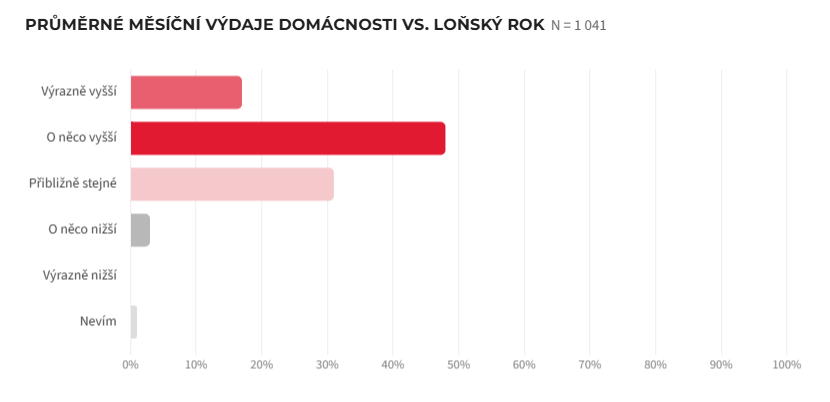 PRŮMĚRNÉ MĚSÍČNÍ VÝDAJE DOMÁCNOSTI VS. LOŇSKÝ ROK N = 1 041
Výrazně vyšší
O něco vyšší
Přibližně stejné
O něco nižší
Výrazně nižší
Nevím
0% 10% 20% 30% 40% 50% 60% 70% 80% 90% 100%